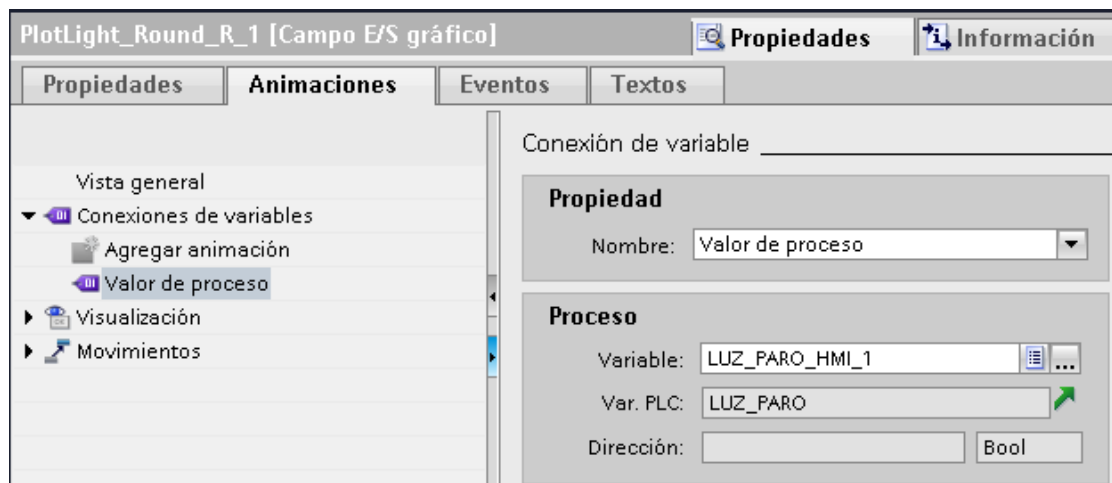 PlotLight_Round_R_1 [Campo E/S gráfico]
Propiedades
Información
Propiedades
Animaciones
Eventos
Textos
Vista general
Conexiones de variables
Agregar animación
Valor de proceso
Visualización
Movimientos
Conexión de variable
Propiedad
Nombre: Valor de proceso
Proceso
Variable: LUZ_PARO_HMI_1 ...
Var. PLC: LUZ_PARO
Dirección: Bool